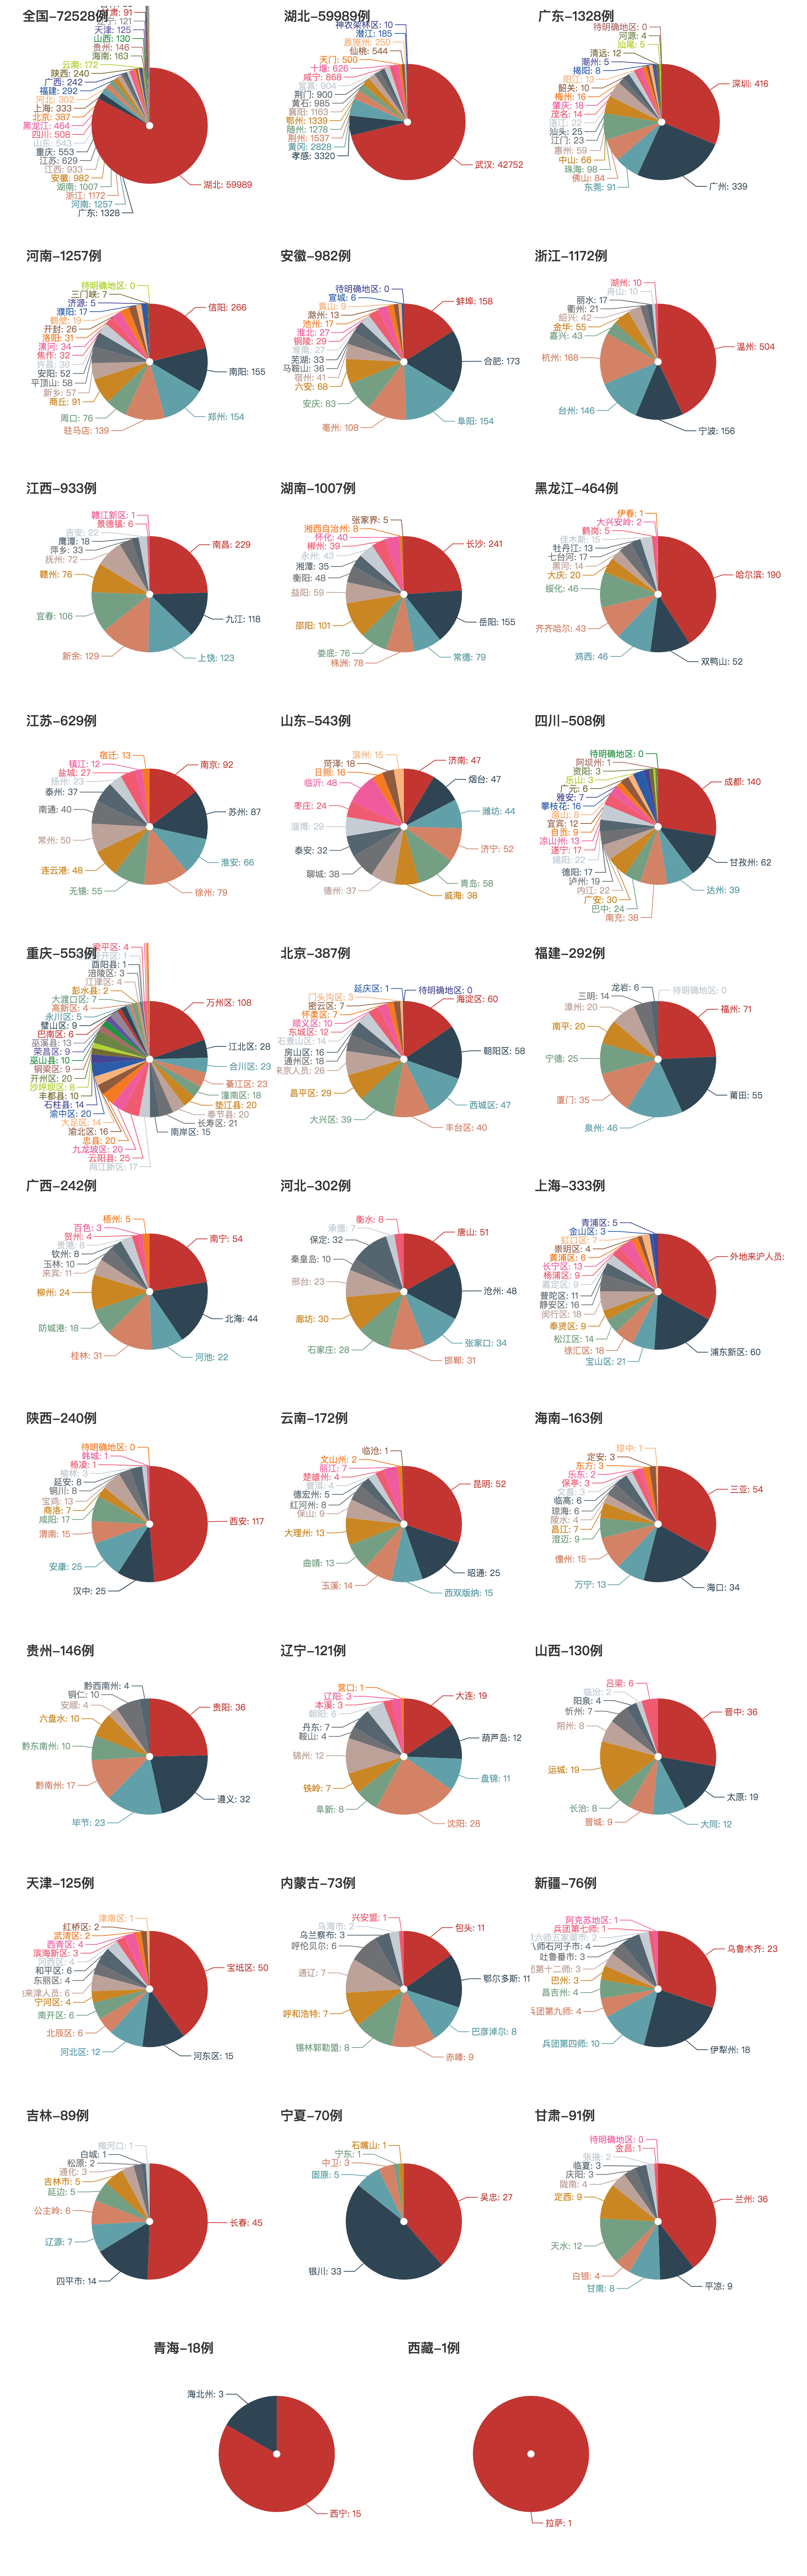 全国-72528例
湖北-59989例
广东-1328例
辽宁: 121
天津: 125
山西: 130
贵州: 146
海南: 163
云南: 172
陕西: 240
广西: 242
福建: 292
河北: 302
上海: 333
北京: 387
黑龙江: 464
四川: 508
山东: 543
重庆: 553
江苏: 629
江西: 933
安徽: 982
湖南: 1007
浙江: 1172
河南: 1257
广东: 1328
湖北: 59989
神农架林区: 10
潜江: 185
恩施州: 250
仙桃: 544
天门: 500
十堰: 626
咸宁: 868
宜昌: 904
荆门: 900
黄石: 985
襄阳: 1163
鄂州: 1339
随州: 1278
荆州: 1537
黄冈: 2828
孝感: 3320
武汉: 42752
待明确地区: 0
河源: 4
汕尾: 5
清远: 12
潮州: 5
揭阳: 8
阳江: 13
韶关: 10
梅州: 16
肇庆: 18
茂名: 14
湛江: 22
汕头: 25
江门: 23
惠州: 59
中山: 66
珠海: 98
佛山: 84
东莞: 91
深圳: 416
广州: 339
河南-1257例
安徽-982例
浙江-1172例
待明确地区: 0
三门峡: 7
济源: 5
濮阳: 17
鹤壁: 19
开封: 26
洛阳: 31
漯河: 34
焦作: 32
许昌: 38
安阳: 52
平顶山: 58
新乡: 57
商丘: 91
周口: 76
驻马店: 139
信阳: 266
南阳: 155
郑州: 154
待明确地区: 0
宣城: 6
黄山: 9
滁州: 13
池州: 17
淮北: 27
铜陵: 29
淮南: 27
芜湖: 33
马鞍山: 36
宿州: 41
六安: 68
安庆: 83
亳州: 108
蚌埠: 158
合肥: 173
阜阳: 154
湖州: 10
舟山: 10
丽水: 17
衢州: 21
绍兴: 42
金华: 55
嘉兴: 43
杭州: 168
台州: 146
温州: 504
宁波: 156
江西-933例
湖南-1007例
黑龙江-464例
赣江新区: 1
景德镇: 6
吉安: 22
鹰潭: 18
萍乡: 33
抚州: 72
赣州: 76
宜春: 106
新余: 129
南昌: 229
九江: 118
上饶: 123
张家界: 5
湘西自治州: 8
怀化: 40
郴州: 39
永州: 43
湘潭: 35
衡阳: 48
益阳: 59
邵阳: 101
娄底: 76
株洲: 78
长沙: 241
岳阳: 155
常德: 79
伊春: 1
大兴安岭: 2
鹤岗: 5
佳木斯: 15
牡丹江: 13
七台河: 17
黑河: 14
大庆: 20
绥化: 46
齐齐哈尔: 43
鸡西: 46
哈尔滨: 190
双鸭山: 52
江苏-629例
山东-543例
四川-508例
宿迁: 13
镇江: 12
盐城: 27
扬州: 23
泰州: 37
南通: 40
常州: 50
连云港: 48
无锡: 55
南京: 92
苏州: 87
淮安: 66
徐州: 79
滨州: 15
菏泽: 18
日照: 16
临沂: 48
枣庄: 24
淄博: 29
泰安: 32
聊城: 38
德州: 37
济南: 47
烟台: 47
潍坊: 44
济宁: 52
青岛: 58
威海: 38
待明确地区: 0
阿坝州: 1
资阳: 3
乐山: 3
广元: 6
雅安: 7
攀枝花: 16
眉山: 8
宜宾: 12
自贡: 9
凉山州: 13
遂宁: 17
绵阳: 22
德阳: 17
泸州: 19
内江: 22
广安: 30
巴中: 24
南充: 38
成都: 140
甘孜州: 62
达州: 39
重庆-553例
北京-387例
福建-292例
梁平区: 4
酉阳县: 1
涪陵区: 3
江津区: 4
彭水县: 2
大渡口区: 7
高新区: 4
永川区: 5
璧山区: 9
巴南区: 6
巫溪县: 13
荣昌区: 9
巫山县: 10
铜梁区: 9
开州区: 20
沙坪坝区: 8
丰都县: 10
石柱县: 14
渝中区: 20
大足区: 14
渝北区: 16
忠县: 20
九龙坡区: 20
云阳县: 25
两江新区: 17
万州区: 108
江北区: 28
合川区: 23
綦江区: 23
潼南区: 18
垫江县: 20
奉节县: 20
长寿区: 21
南岸区: 15
延庆区: 1
待明确地区: 0
门头沟区: 3
密云区: 7
怀柔区: 7
顺义区: 10
东城区: 12
石景山区: 14
房山区: 16
通州区: 18
来京人员: 26
昌平区: 29
大兴区: 39
海淀区: 60
朝阳区: 58
西城区: 47
丰台区: 40
龙岩: 6
待明确地区: 0
三明: 14
漳州: 20
南平: 20
宁德: 25
厦门: 35
泉州: 46
福州: 71
莆田: 55
广西-242例
河北-302例
上海-333例
梧州: 5
百色: 3
贺州: 4
贵港: 8
钦州: 8
玉林: 10
来宾: 11
柳州: 24
防城港: 18
桂林: 31
南宁: 54
北海: 44
河池: 22
衡水: 8
承德: 7
保定: 32
秦皇岛: 10
邢台: 23
廊坊: 30
石家庄: 28
唐山: 51
沧州: 48
张家口: 34
邯郸: 31
青浦区: 5
金山区: 3
虹口区: 7
崇明区: 4
黄浦区: 6
长宁区: 13
杨浦区: 9
嘉定区: 9
普陀区: 11
静安区: 16
闵行区: 18
奉贤区: 9
松江区: 14
徐汇区: 18
宝山区: 21
外地来沪人员:
浦东新区: 60
陕西-240例
云南-172例
海南-163例
待明确地区: 0
韩城: 1
杨凌: 1
榆林: 3
延安: 8
铜川: 8
宝鸡: 13
商洛: 7
咸阳: 17
渭南: 15
安康: 25
汉中: 25
西安: 117
临沧: 1
文山州: 2
丽江: 7
楚雄州: 4
普洱: 4
德宏州: 5
红河州: 8
保山: 9
大理州: 13
曲靖: 13
玉溪: 14
昆明: 52
昭通: 25
西双版纳: 15
琼中: 1
定安: 3
东方: 3
乐东: 2
保亭: 3
文昌: 3
临高: 6
琼海: 6
陵水: 4
昌江: 7
澄迈: 9
儋州: 15
万宁: 13
三亚: 54
海口: 34
贵州-146例
辽宁-121例
山西-130例
黔西南州: 4
铜仁: 10
安顺: 4
六盘水: 10
黔东南州: 10
黔南州: 17
毕节: 23
贵阳: 36
遵义: 32
营口: 1
辽阳: 3
本溪: 3
朝阳: 6
丹东: 7
鞍山: 4
锦州: 12
铁岭: 7
阜新: 8
大连: 19
葫芦岛: 12
盘锦: 11
沈阳: 28
吕梁: 6
临汾: 2
阳泉: 4
忻州: 7
朔州: 8
运城: 19
长治: 8
晋城: 9
晋中: 36
太原: 19
大同: 12
天津-125例
内蒙古-73例
新疆-76例
津南区: 1
红桥区: 2
武清区: 2
西青区: 4
滨海新区: 3
河西区: 4
和平区: 6
东丽区: 4
来津人员: 6
宁河区: 4
南开区: 6
北辰区: 6
河北区: 12
宝坻区: 50
河东区: 15
兴安盟: 1
乌海市: 2
乌兰察布: 3
呼伦贝尔: 6
通辽: 7
呼和浩特: 7
锡林郭勒盟: 8
包头: 11
鄂尔多斯: 11
巴彦淖尔: 8
赤峰: 9
阿克苏地区: 1
兵团第七师: 1
六师五家渠市: 2
八师石河子市: 4
吐鲁番市: 3
团第十二师: 3
巴州: 3
昌吉州: 4
兵团第九师: 4
兵团第四师: 10
乌鲁木齐: 23
伊犁州: 18
吉林-89例
宁夏-70例
甘肃-91例
梅河口: 1
白城: 1
松原: 2
通化: 3
吉林市: 5
延边: 5
公主岭: 6
辽源: 7
四平市: 14
长春: 45
石嘴山: 1
宁东: 1
中卫: 3
固原: 5
银川: 33
吴忠: 27
待明确地区: 0
金昌: 1
张掖: 2
临夏: 3
庆阳: 3
陇南: 4
定西: 9
天水: 12
白银: 4
甘南: 8
兰州: 36
平凉: 9
青海-18例
西藏-1例
海北州: 3
西宁: 15
拉萨: 1